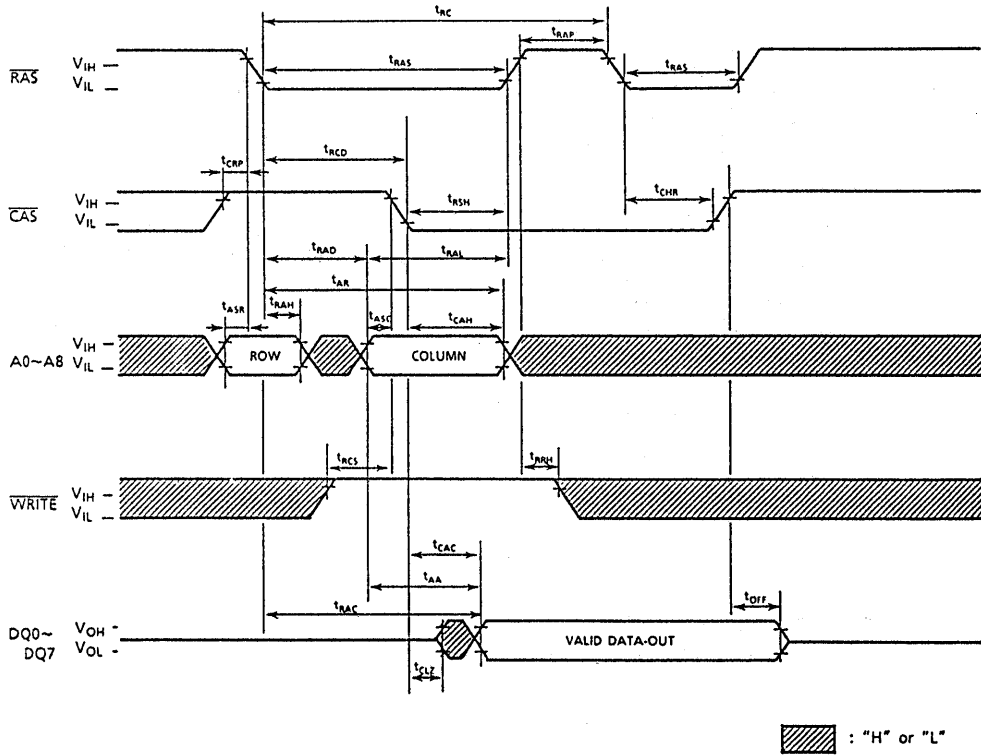 tRC
tRAP
RAS
VIH
VIL
tRAS
tRAS
tCRP
tRCD
CAS
VIH
VIL
tRSH
tCHR
tRAD
tRAL
tAR
tASR
tRAH
tASC
tCAH
A0~A8
VIH
VIL
ROW
COLUMN
tRCS
tRRH
WRITE
VIH
VIL
tCAC
tAA
tRAC
tOFF
DQ0~
DQ7
VOH
VOL
VALID DATA-OUT
tCLZ
: "H" or "L"